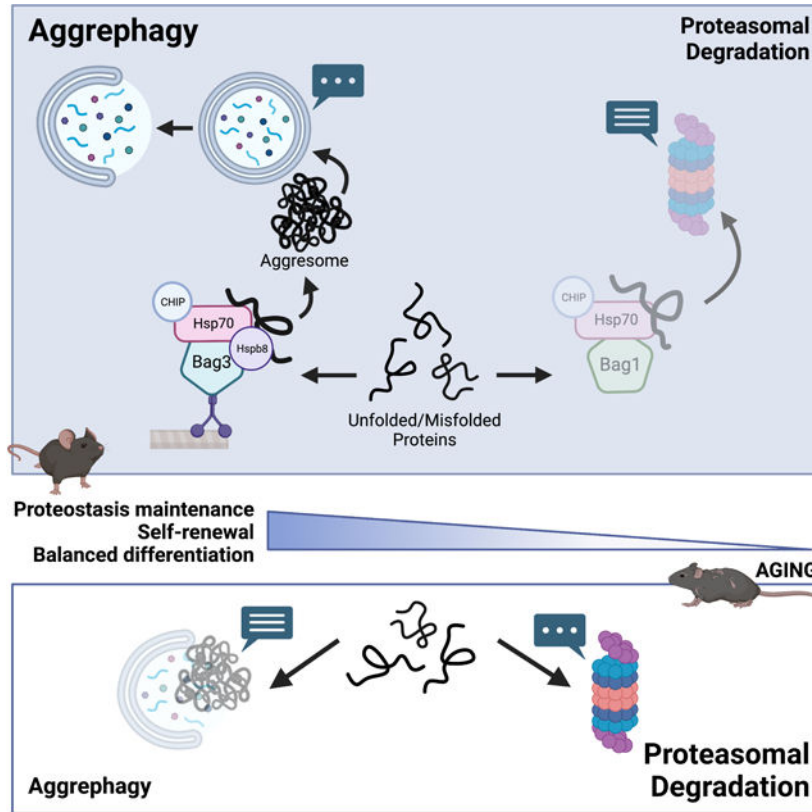 Aggrephagy
Proteasomal
Degradation
Aggresome
CHIP
Hsp70
Hspb8
Bag3
Unfolded/Misfolded
Proteins
CHIP
Hsp70
Bag1
Proteostasis maintenance
Self-renewal
Balanced differentiation
AGING
Aggrephagy
Proteasomal
Degradation